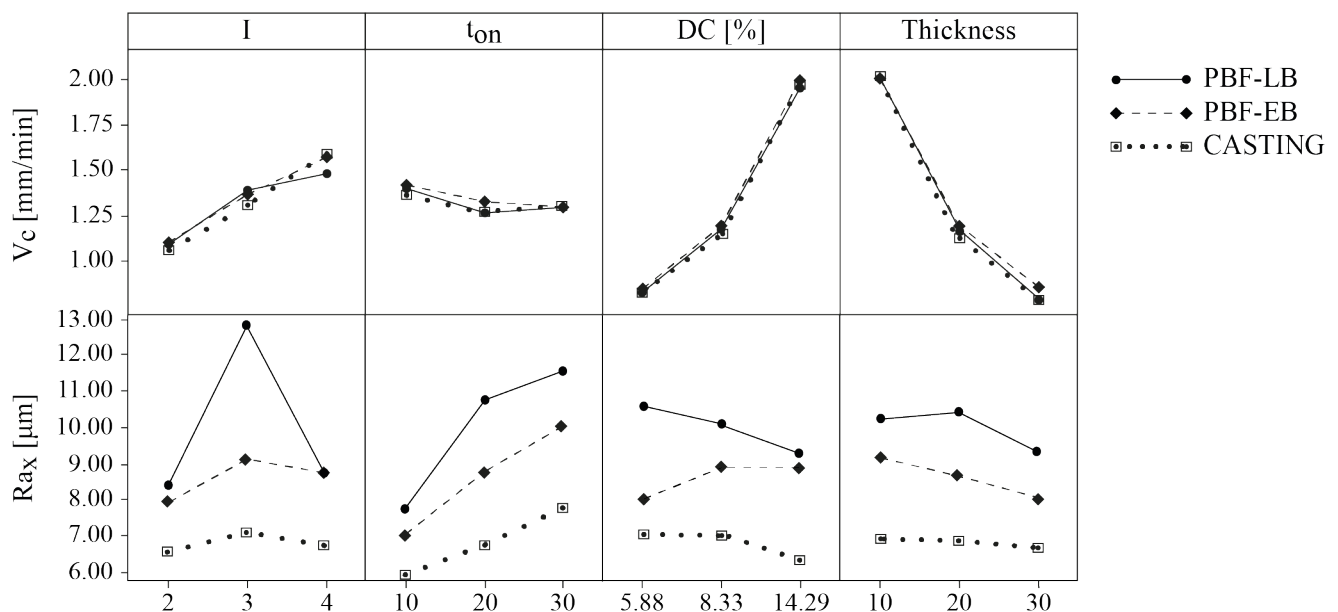 I t_on DC [%] Thickness
Vc [mm/min]
2.00
1.75
1.50
1.25
1.00
PBF-LB
PBF-EB
CASTING
Ra_x [µm]
13.00
12.00
11.00
10.00
9.00
8.00
7.00
6.00
2 3 4 10 20 30 5.88 8.33 14.29 10 20 30